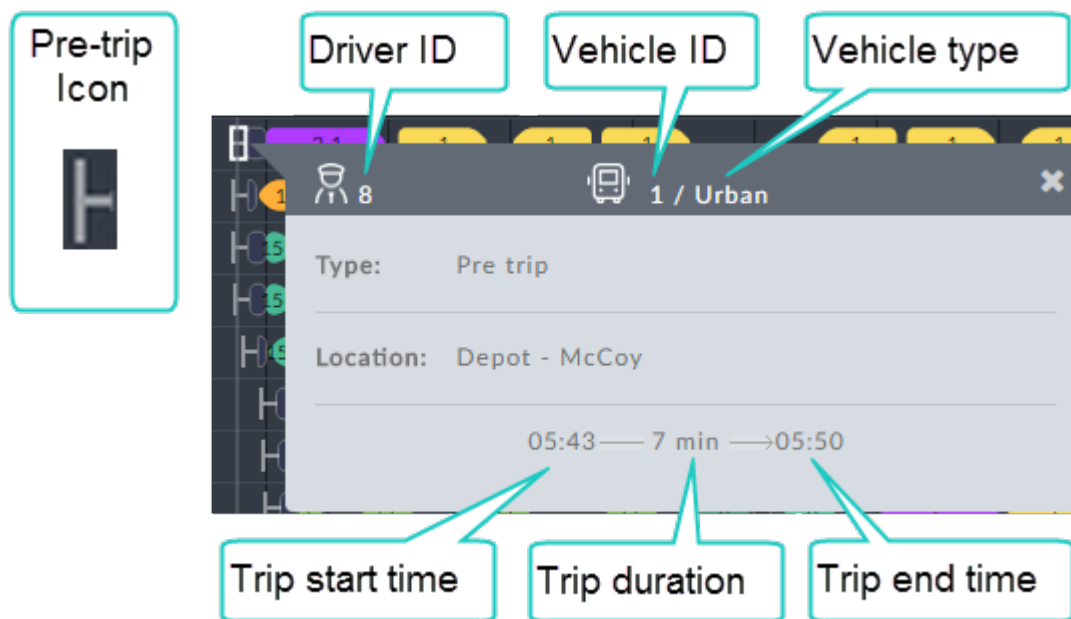 Pre-trip
Icon
Driver ID
Vehicle ID
Vehicle type
8
1 / Urban
Type: Pre trip
Location: Depot - McCoy
05:43 7 min 05:50
Trip start time
Trip duration
Trip end time